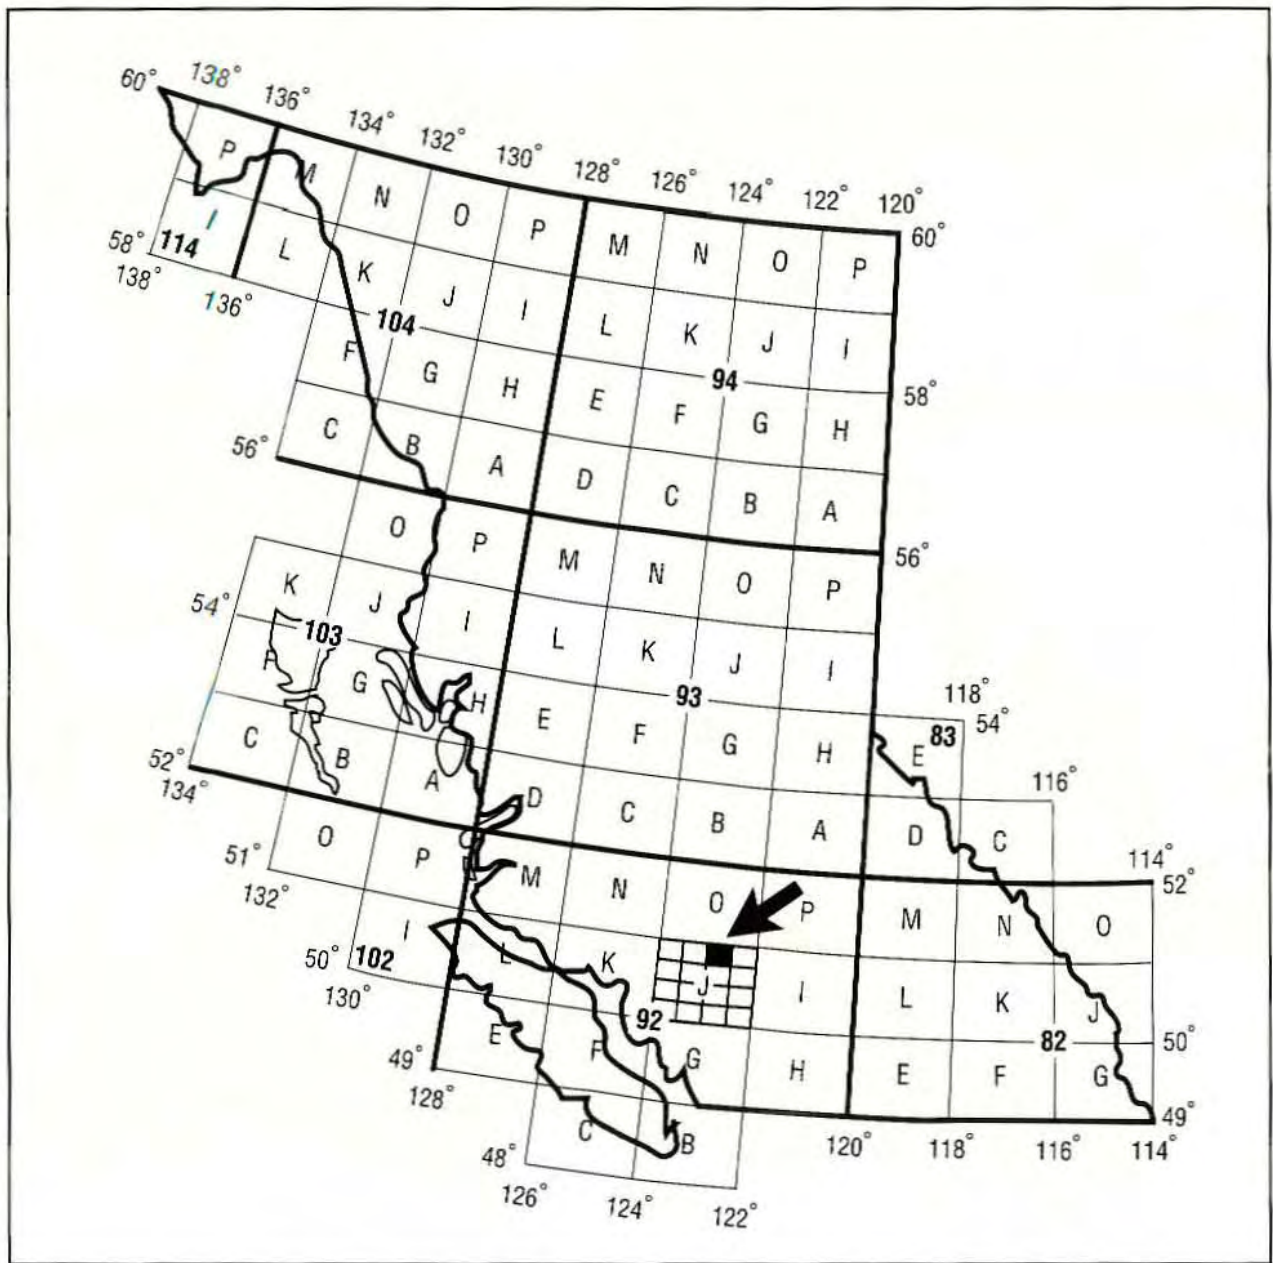 60° 138° 136° 134° 132° 130° 128° 126° 124° 122° 120°
60°
P M N O P M N O P
58° 114 I L K J I L K J I
138° 136°
104
94
58°
F G H E F G H
C B A D C B A
56°
56°
O P M N O P
K J I L K J I
54°
103
93
118°
54°
F G H E F G H E 83
116°
C B A D C B A D C
52°
134°
114°
52°
O P M N O P M N O
51°
132°
I L K J I L K J
50° 102
130°
92
82
50°
E F G H E F G
49°
128°
49°
C B
120° 118° 116° 114°
48°
126° 124° 122°